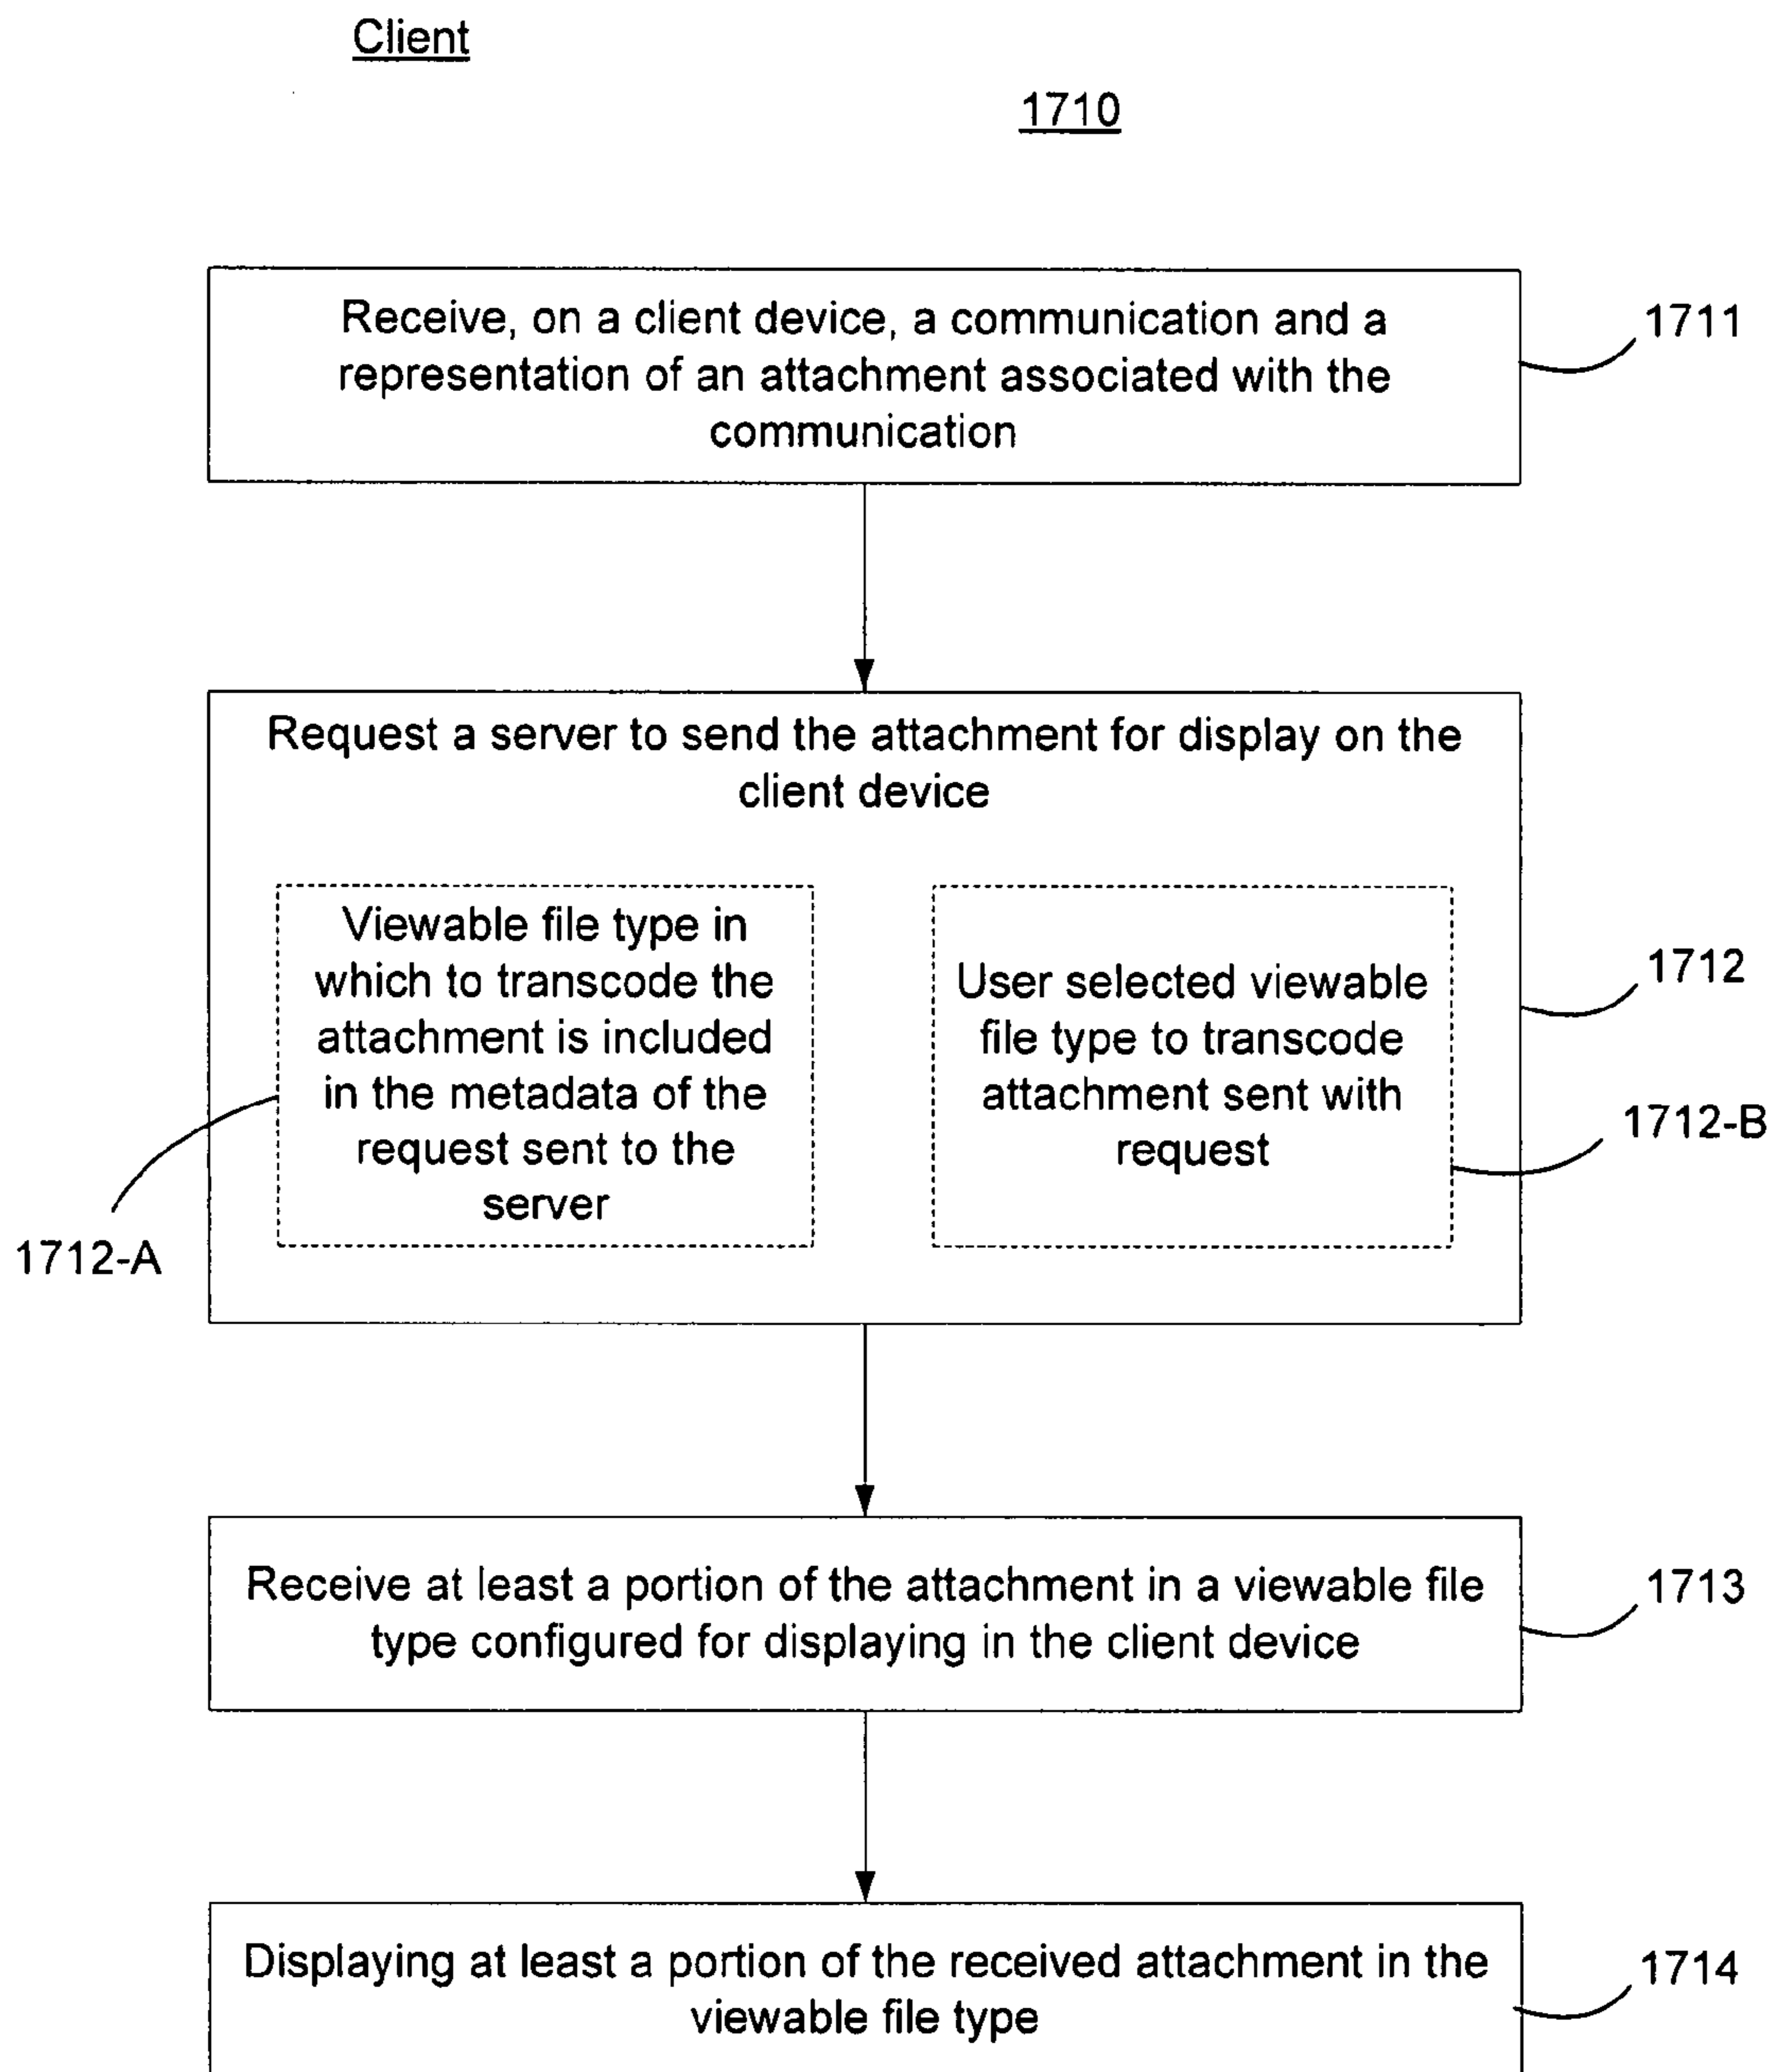 Client
1710
Receive, on a client device, a communication and a
representation of an attachment associated with the
communication
1711
Request a server to send the attachment for display on the
client device
Viewable file type in
which to transcode the
attachment is included
in the metadata of the
request sent to the
server
User selected viewable
file type to transcode
attachment sent with
request
1712
1712-B
1712-A
Receive at least a portion of the attachment in a viewable file
type configured for displaying in the client device
1713
Displaying at least a portion of the received attachment in the
viewable file type
1714